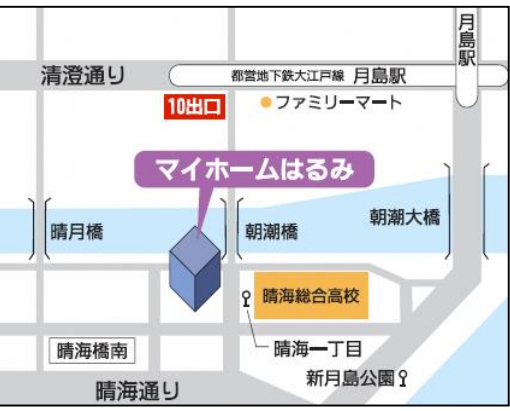 月島駅
清澄通り
都営地下鉄大江戸線 月島駅
10出口
ファミリーマート
マイホームはるみ
晴月橋
朝潮橋
朝潮大橋
晴海総合高校
晴海橋南
晴海一丁目
新月島公園
晴海通り